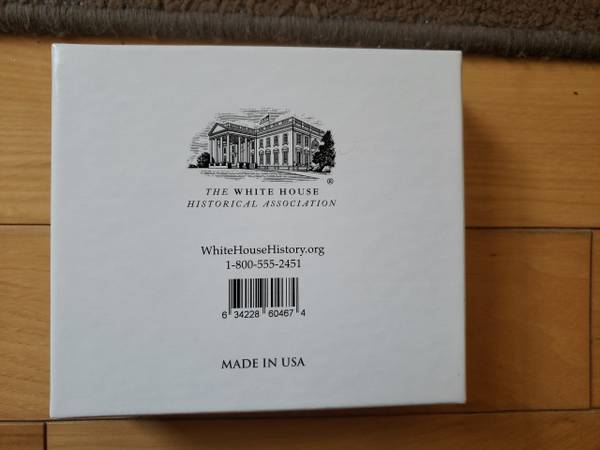 ®
THE WHITE HOUSE
HISTORICAL ASSOCIATION
WhiteHouseHistory.org
1-800-555-2451
6 34228 60467 4
MADE IN USA